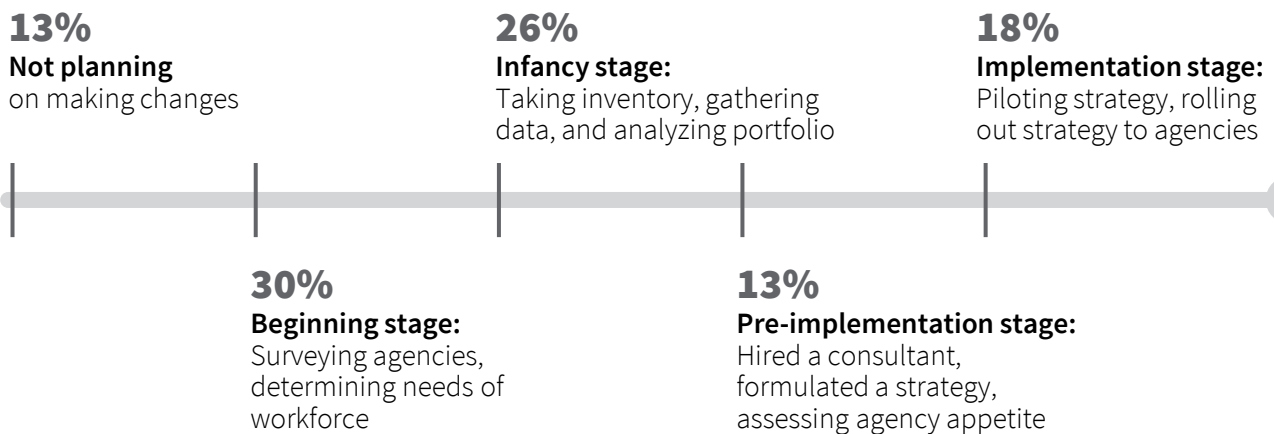 13%
Not planning
on making changes
30%
Beginning stage:
Surveying agencies,
determining needs of
workforce
26%
Infancy stage:
Taking inventory, gathering
data, and analyzing portfolio
13%
Pre-implementation stage:
Hired a consultant,
formulated a strategy,
assessing agency appetite
18%
Implementation stage:
Piloting strategy, rolling
out strategy to agencies